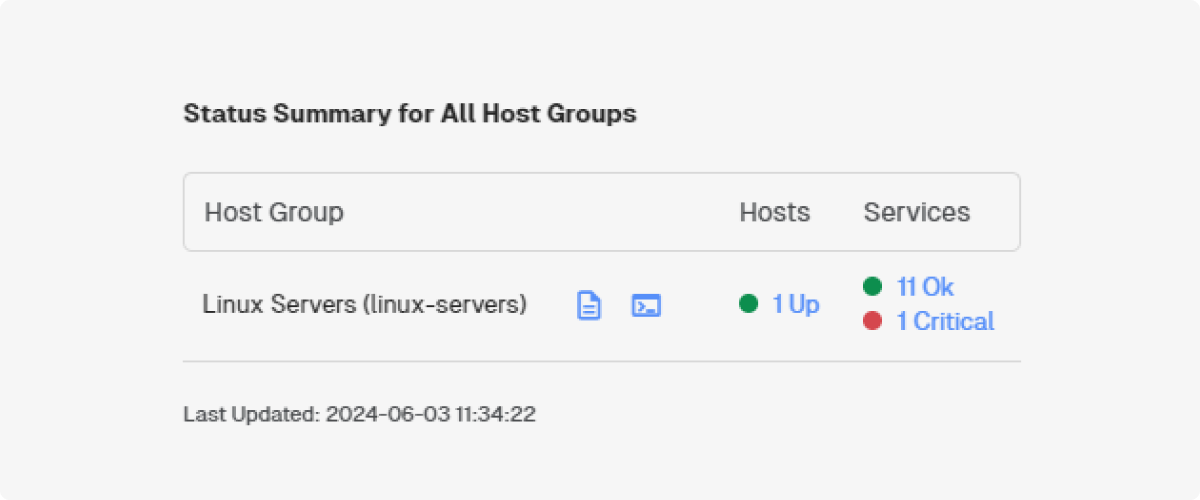 Status Summary for All Host Groups
Host Group Hosts Services
Linux Servers (linux-servers) 1 Up 11 Ok
1 Critical
Last Updated: 2024-06-03 11:34:22